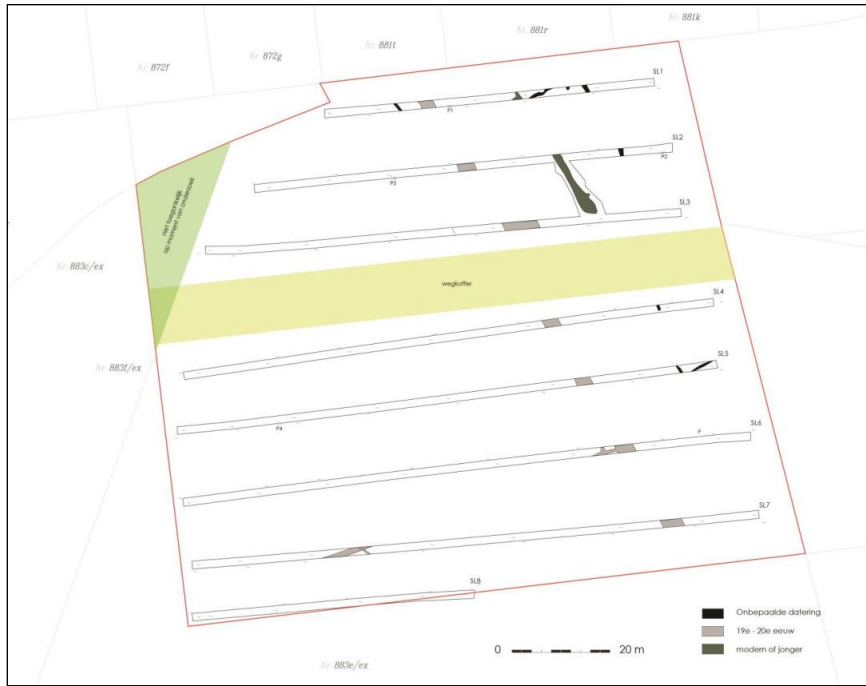 Nr 881k
Nr 881r
Nr 881t
Nr 872g
Nr 872f
SL1
P1
SL2
P2
P3
niet toegankelijk
op moment van onderzoek
SL3
Nr 883c/ex
wegkoffer
SL4
Nr 883f/ex
SL5
P4
SL6
P
SL7
SL8
Onbepaalde datering
19e - 20e eeuw
modern of jonger
0 20 m
Nr 883e/ex